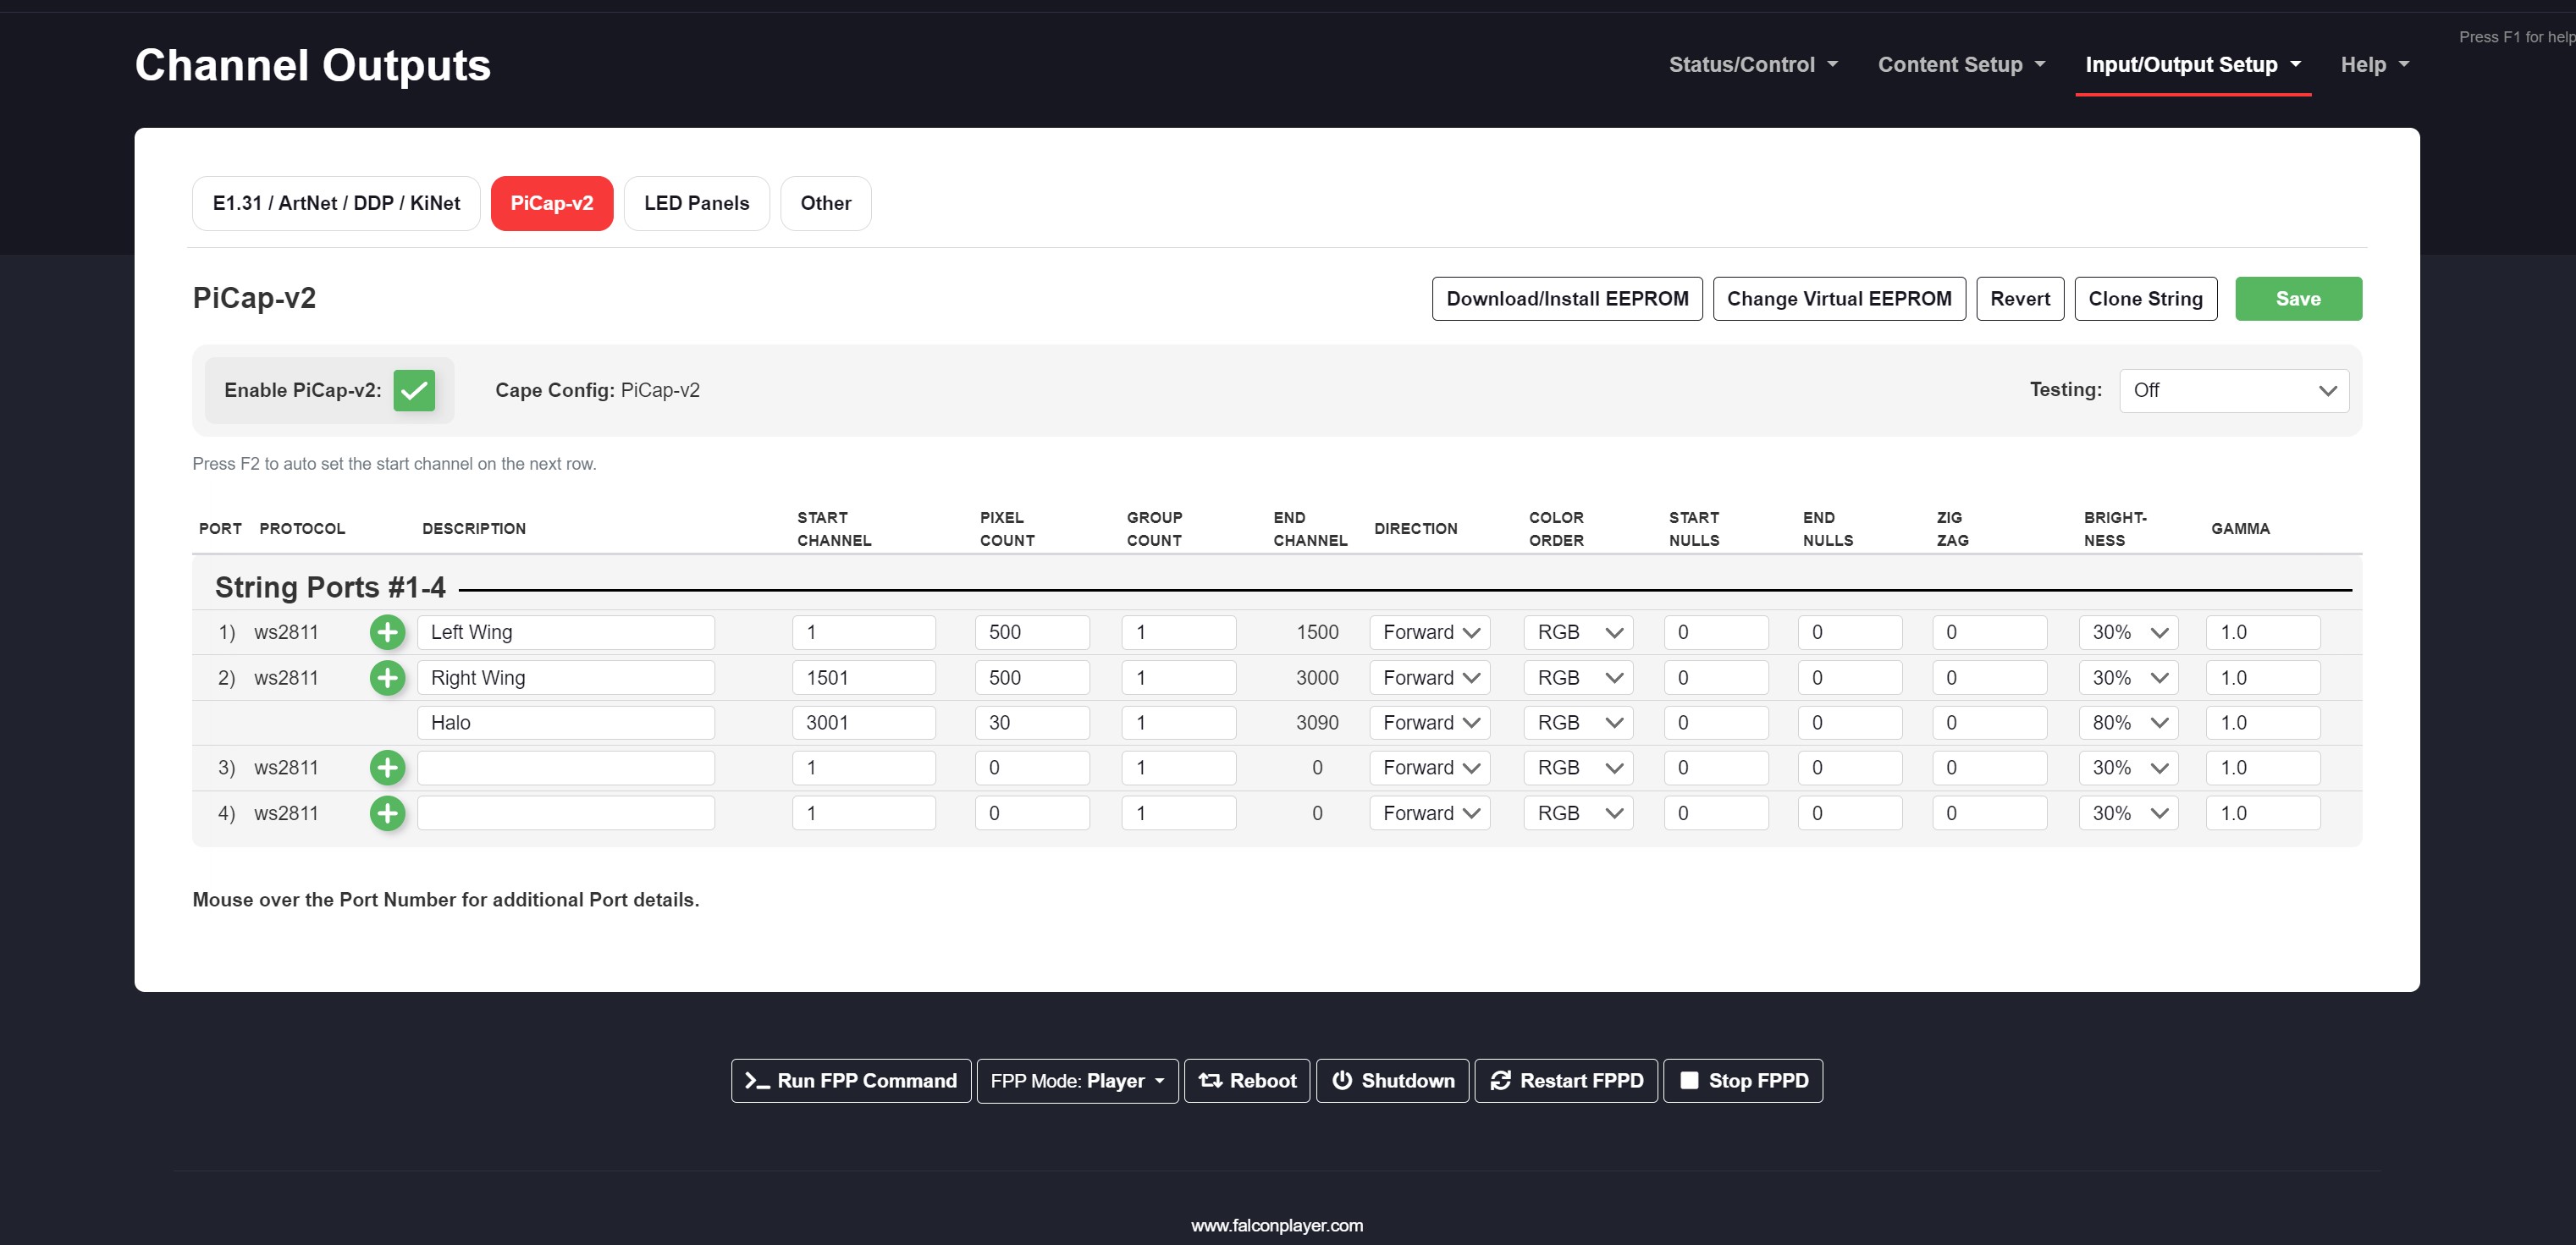 Press F1 for help
Channel Outputs
Status/Control Content Setup Input/Output Setup Help
E1.31 / ArtNet / DDP / KiNet PiCap-v2 LED Panels Other
PiCap-v2 Download/Install EEPROM Change Virtual EEPROM Revert Clone String Save
Enable PiCap-v2: Cape Config: PiCap-v2 Testing: Off
Press F2 to auto set the start channel on the next row.
PORT PROTOCOL DESCRIPTION START CHANNEL PIXEL COUNT GROUP COUNT END CHANNEL DIRECTION COLOR ORDER START NULLS END NULLS ZIG ZAG BRIGHT-NESS GAMMA
String Ports #1-4
1) ws2811 Left Wing 1 500 1 1500 Forward RGB 0 0 0 30% 1.0
2) ws2811 Right Wing 1501 500 1 3000 Forward RGB 0 0 0 30% 1.0
Halo 3001 30 1 3090 Forward RGB 0 0 0 80% 1.0
3) ws2811 1 0 1 0 Forward RGB 0 0 0 30% 1.0
4) ws2811 1 0 1 0 Forward RGB 0 0 0 30% 1.0
Mouse over the Port Number for additional Port details.
Run FPP Command FPP Mode: Player Reboot Shutdown Restart FPPD Stop FPPD
www.falconplayer.com